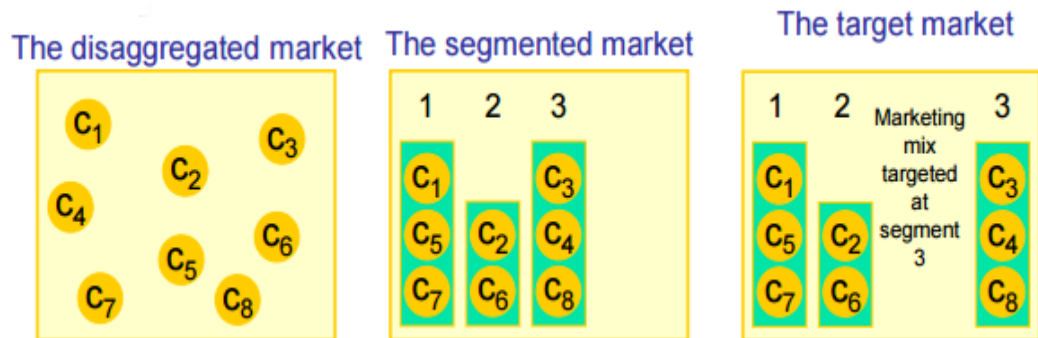 The disaggregated market
C1
C2
C3
C4
C5
C6
C7
C8
The segmented market
1 2 3
C1 C3
C5 C2 C4
C7 C6 C8
The target market
1 2 3
Marketing
mix
targeted
at
segment
3
C1 C3
C5 C2 C4
C7 C6 C8